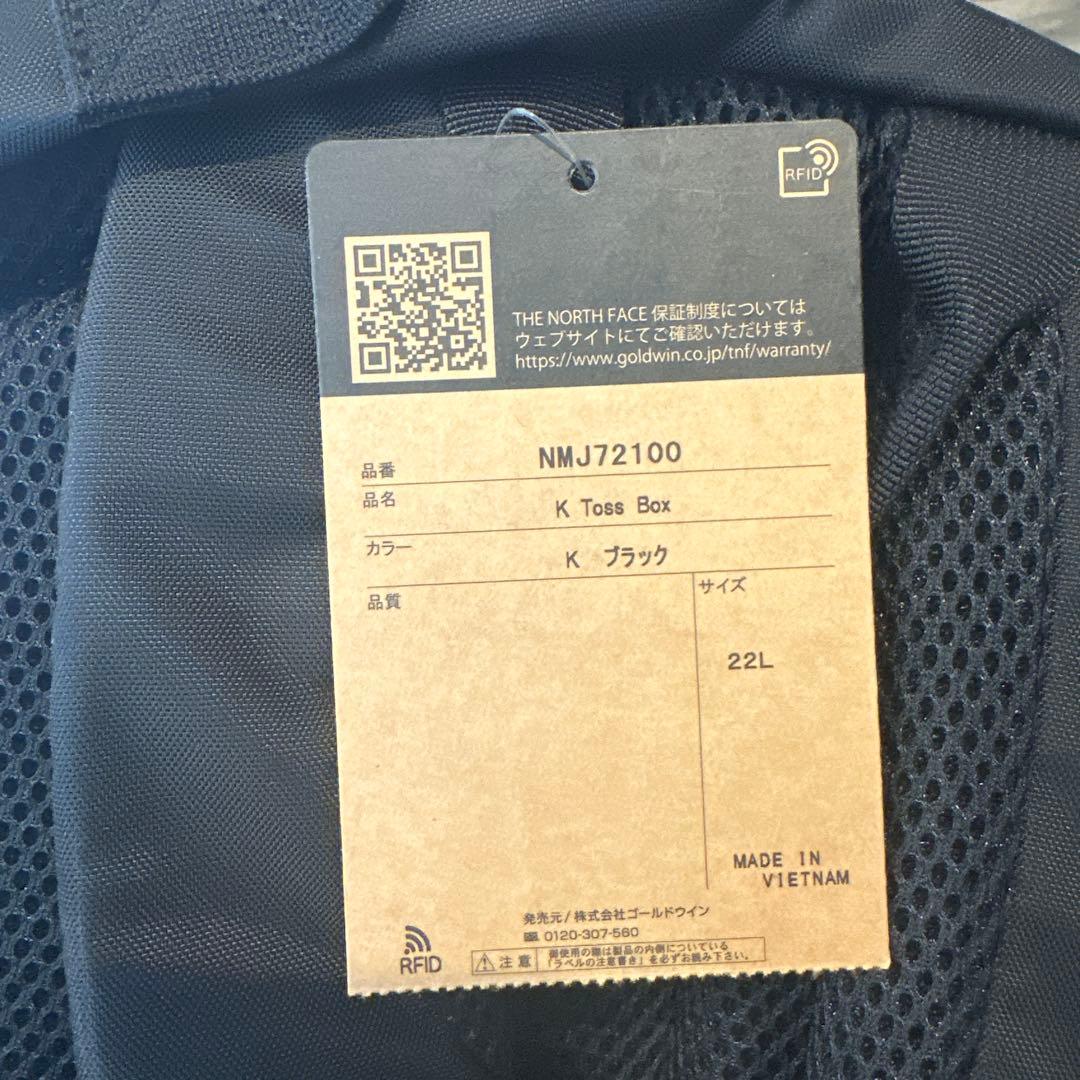 RFID
THE NORTH FACE 保証制度については
ウェブサイトにてご確認いただけます。
https://www.goldwin.co.jp/tnf/warranty/
品番 NMJ72100
品名 K Toss Box
カラー K ブラック
品質
サイズ
22L
MADE IN
VIETNAM
発売元/株式会社ゴールドウイン
0120-307-560
RFID
注意
御使用の際は製品の内側についている
「ラベルの注意書き」を必ずお読み下さい。